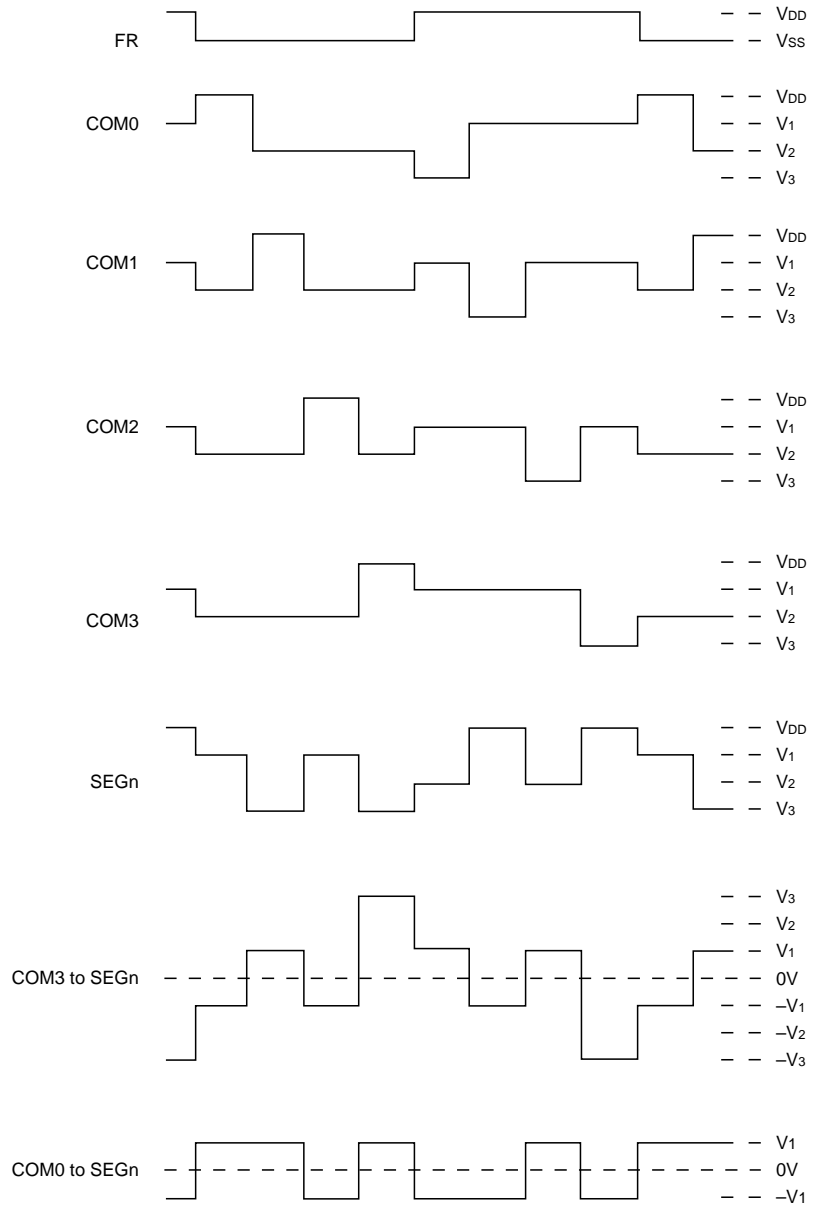 FR
VDD
VSS
COM0
VDD
V1
V2
V3
COM1
VDD
V1
V2
V3
COM2
VDD
V1
V2
V3
COM3
VDD
V1
V2
V3
SEGn
VDD
V1
V2
V3
COM3 to SEGn
V3
V2
V1
0V
–V1
–V2
–V3
COM0 to SEGn
V1
0V
–V1